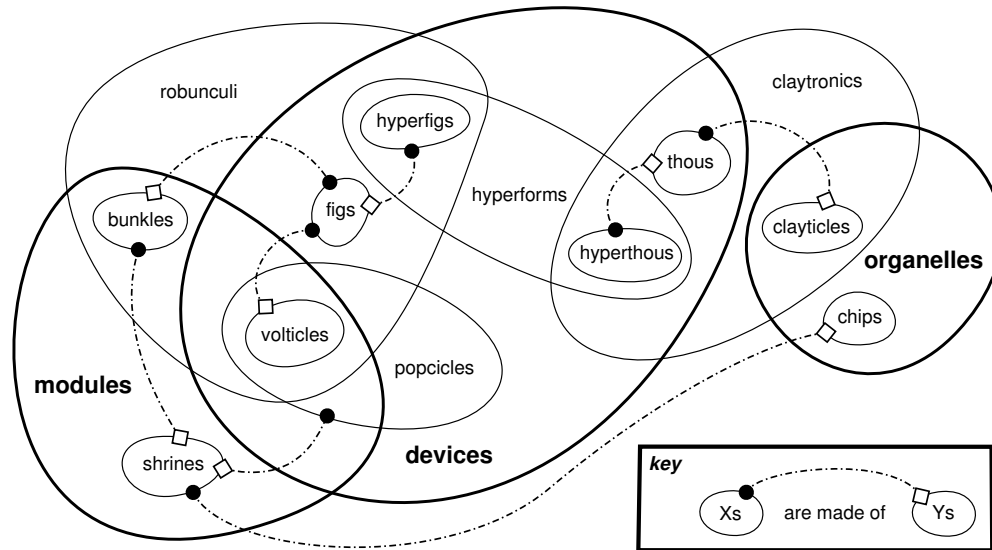 robunculi
claytronics
hyperfigs
thous
hyperforms
bunkles
figs
clayticles
hyperthous
organelles
chips
volticles
popcicles
modules
devices
shrines
key
Xs
are made of
Ys